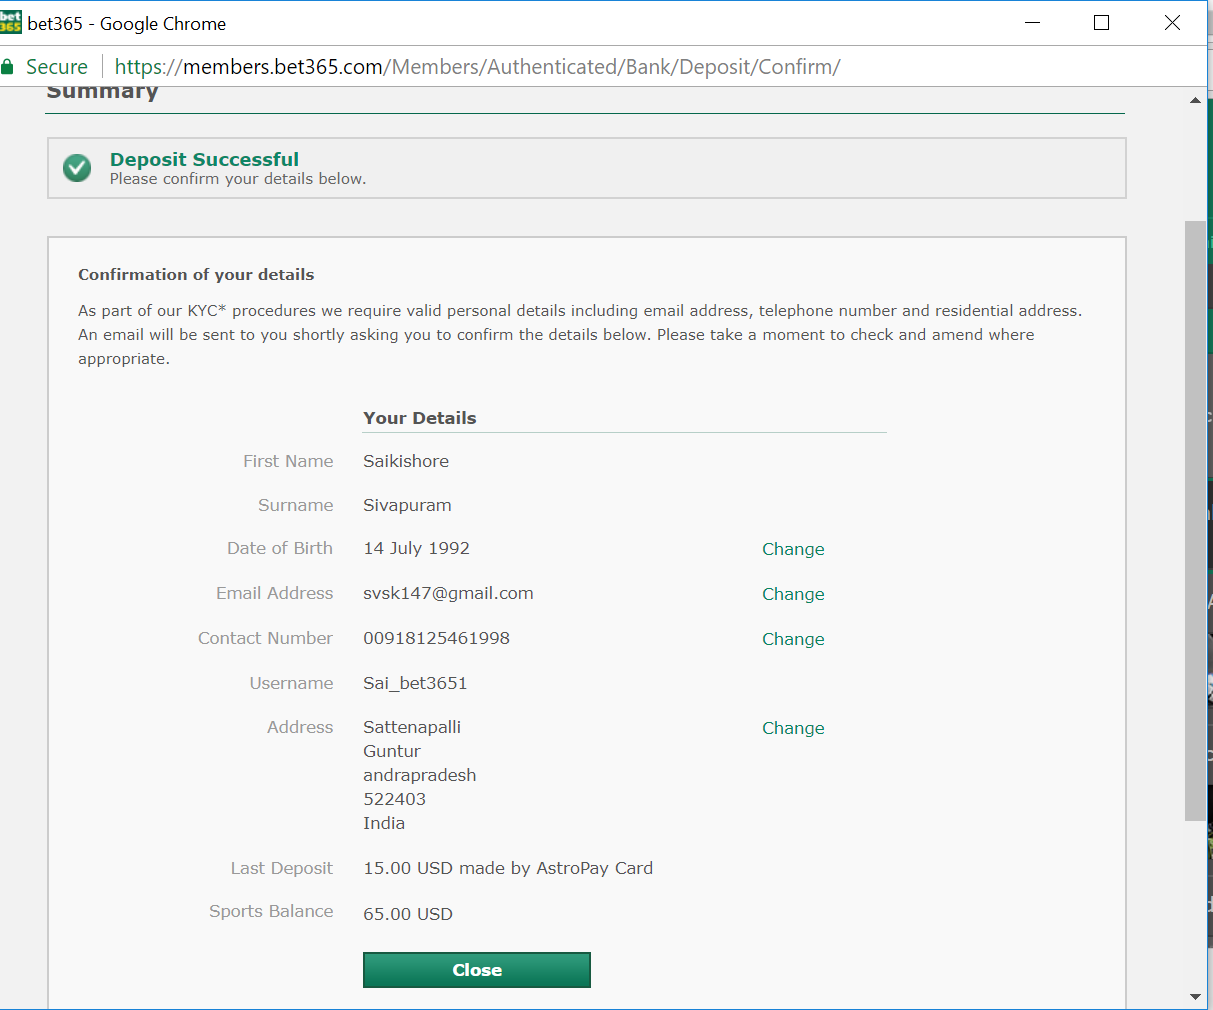 bet365 - Google Chrome
Secure https://members.bet365.com/Members/Authenticated/Bank/Deposit/Confirm/
Summary
Deposit Successful
Please confirm your details below.
Confirmation of your details
As part of our KYC* procedures we require valid personal details including email address, telephone number and residential address.
An email will be sent to you shortly asking you to confirm the details below. Please take a moment to check and amend where
appropriate.
Your Details
First Name Saikishore
Surname Sivapuram
Date of Birth 14 July 1992 Change
Email Address svsk147@gmail.com Change
Contact Number 00918125461998 Change
Username Sai_bet3651
Address Sattenapalli Change
Guntur
andrapradesh
522403
India
Last Deposit 15.00 USD made by AstroPay Card
Sports Balance 65.00 USD
Close